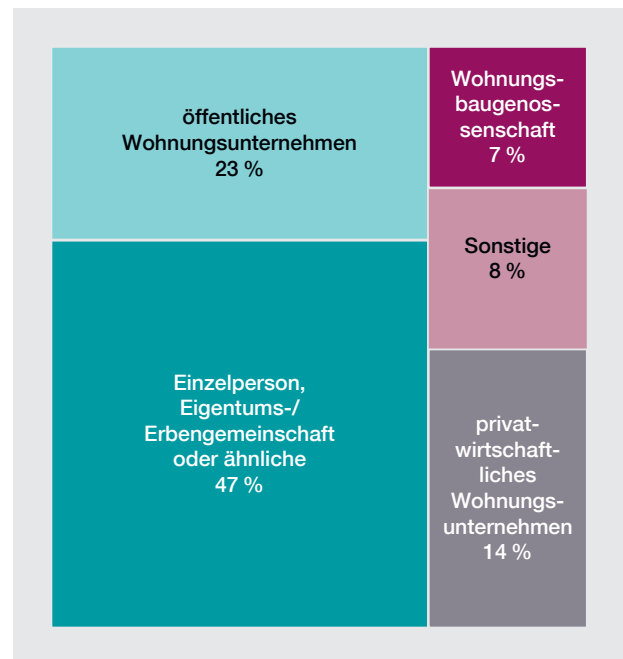 öffentliches
Wohnungsunternehmen
23 %
Wohnungs-
baugenos-
senschaft
7 %
Sonstige
8 %
Einzelperson,
Eigentums-/
Erbengemeinschaft
oder ähnliche
47 %
privat-
wirtschaft-
liches
Wohnungs-
unternehmen
14 %